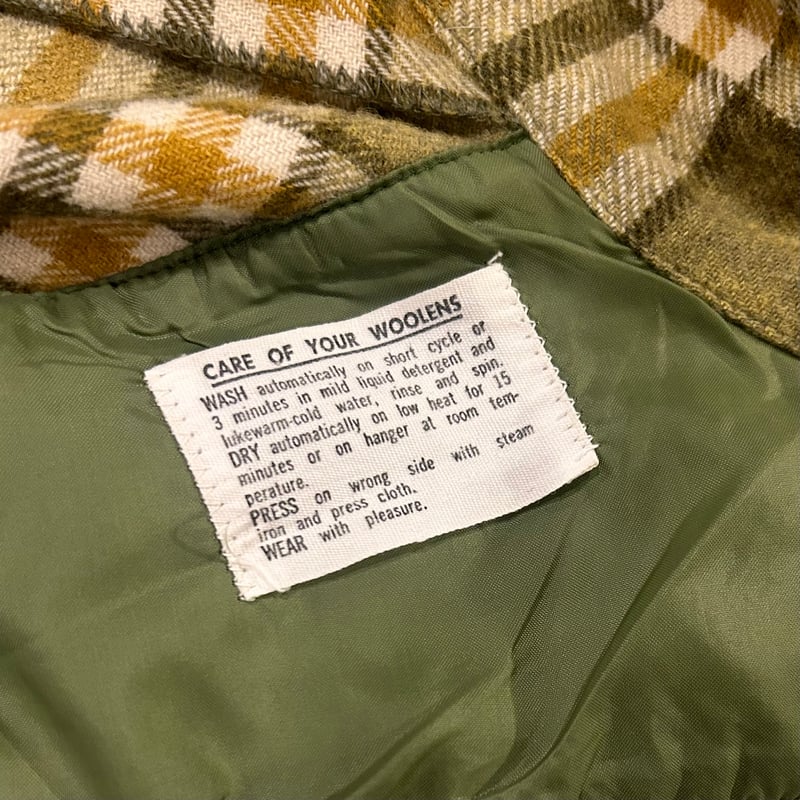 CARE OF YOUR WOOLENS
WASH automatically on short cycle or
3 minutes in mild liquid detergent and
lukewarm-cold water, rinse and spin.
DRY automatically on low heat for 15
minutes or on hanger at room tem-
perature.
PRESS on wrong side with steam
iron and press cloth.
WEAR with pleasure.